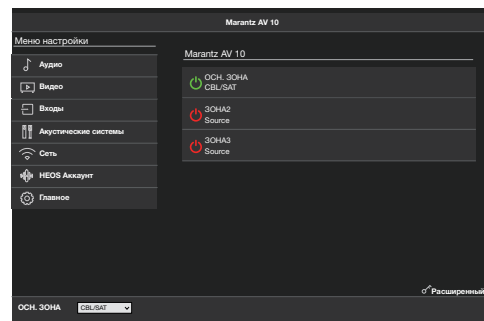 Marantz AV 10
Меню настройки
Аудио
Видео
Входы
Акустические системы
Сеть
HEOS Аккаунт
Главное
Marantz AV 10
ОСН. ЗОНА
CBL/SAT
ЗОНА2
Source
ЗОНА3
Source
Расширенный
ОСН. ЗОНА CBL/SAT